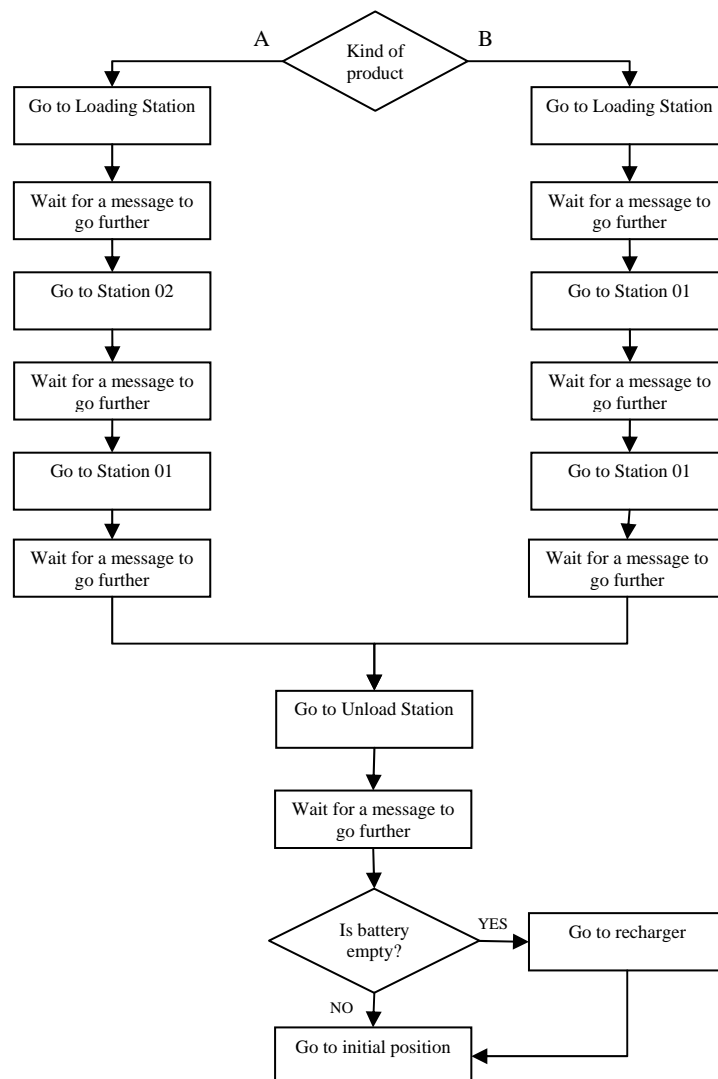 A
Kind of
product
B
Go to Loading Station
Go to Loading Station
Wait for a message to
go further
Wait for a message to
go further
Go to Station 02
Go to Station 01
Wait for a message to
go further
Wait for a message to
go further
Go to Station 01
Go to Station 01
Wait for a message to
go further
Wait for a message to
go further
Go to Unload Station
Wait for a message to
go further
Is battery
empty?
YES
Go to recharger
NO
Go to initial position